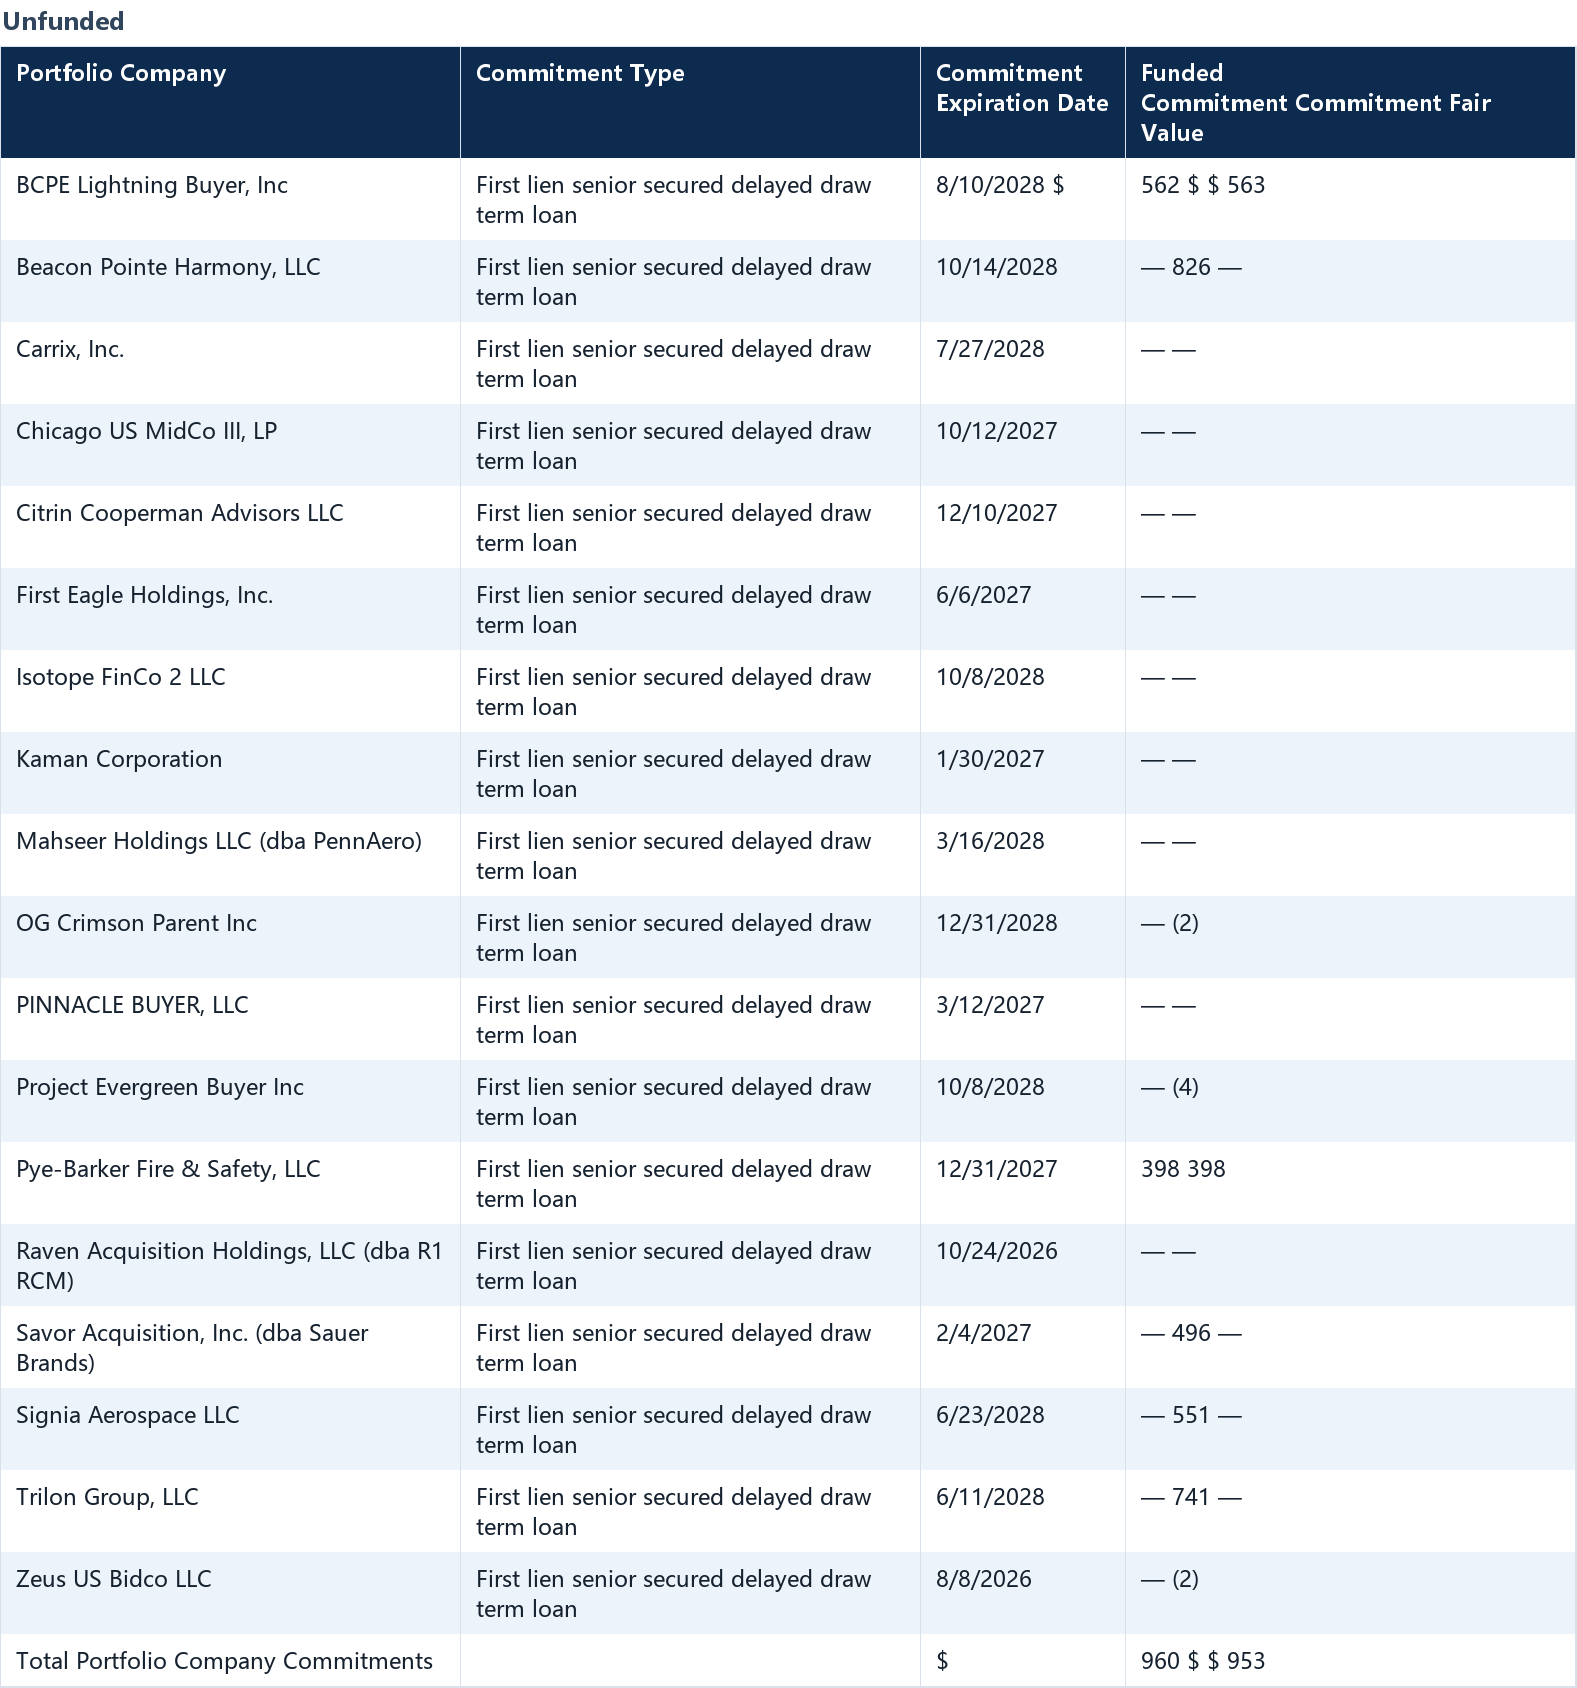 Unfunded
Portfolio Company Commitment Type Commitment Expiration Date Funded Commitment Commitment Fair Value
BCPE Lightning Buyer, Inc First lien senior secured delayed draw term loan 8/10/2028 $ 562 $ $ 563
Beacon Pointe Harmony, LLC First lien senior secured delayed draw term loan 10/14/2028 — 826 —
Carrix, Inc. First lien senior secured delayed draw term loan 7/27/2028 — —
Chicago US MidCo III, LP First lien senior secured delayed draw term loan 10/12/2027 — —
Citrin Cooperman Advisors LLC First lien senior secured delayed draw term loan 12/10/2027 — —
First Eagle Holdings, Inc. First lien senior secured delayed draw term loan 6/6/2027 — —
Isotope FinCo 2 LLC First lien senior secured delayed draw term loan 10/8/2028 — —
Kaman Corporation First lien senior secured delayed draw term loan 1/30/2027 — —
Mahseer Holdings LLC (dba PennAero) First lien senior secured delayed draw term loan 3/16/2028 — —
OG Crimson Parent Inc First lien senior secured delayed draw term loan 12/31/2028 — (2)
PINNACLE BUYER, LLC First lien senior secured delayed draw term loan 3/12/2027 — —
Project Evergreen Buyer Inc First lien senior secured delayed draw term loan 10/8/2028 — (4)
Pye-Barker Fire & Safety, LLC First lien senior secured delayed draw term loan 12/31/2027 398 398
Raven Acquisition Holdings, LLC (dba R1 RCM) First lien senior secured delayed draw term loan 10/24/2026 — —
Savor Acquisition, Inc. (dba Sauer Brands) First lien senior secured delayed draw term loan 2/4/2027 — 496 —
Signia Aerospace LLC First lien senior secured delayed draw term loan 6/23/2028 — 551 —
Trilon Group, LLC First lien senior secured delayed draw term loan 6/11/2028 — 741 —
Zeus US Bidco LLC First lien senior secured delayed draw term loan 8/8/2026 — (2)
Total Portfolio Company Commitments $ 960 $ $ 953